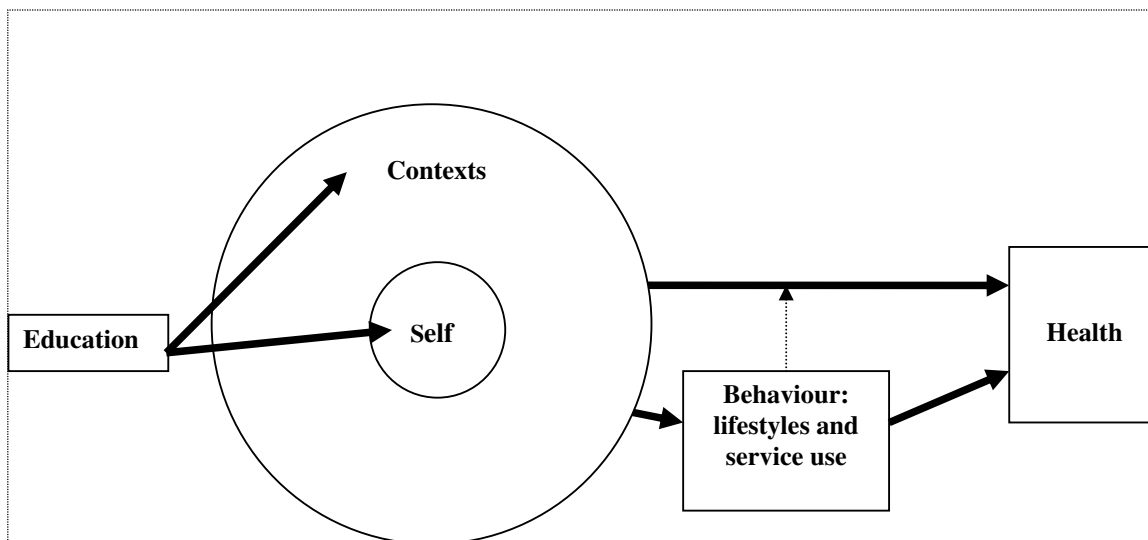 Contexts
Education
Self
Health
Behaviour:
lifestyles and
service use